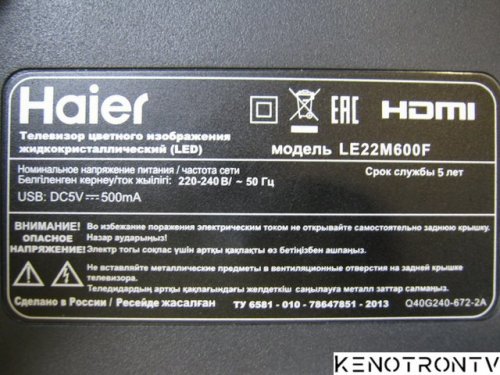 Haier
EAC HDMI
Телевизор цветного изображения
жидкокристаллический (LED)
модель LE22M600F
Номинальное напряжение питания / частота сети
Срок службы 5 лет
Белгіленген кернеу/ток жиілігі: 220-240 В/ ~ 50 Гц
USB: DC5V⎓500mA
ВНИМАНИЕ! Во избежание поражения электрическим током не открывайте самостоятельно заднюю крышку.
ОПАСНОЕ Назар аударыңыз!
НАПРЯЖЕНИЕ! Электр тогы соқпас үшін артқы қақпақты өз бетіңізбен ашпаңыз.
Не вставляйте металлические предметы в вентиляционные отверстия на задней крышке
телевизора.
Теледидардың артқы қақпағындағы желдеткіш саңылауына металл заттар салмаңыз.
Сделано в России / Ресейде жасалған ТУ 6581 - 010 - 78647851 - 2013 Q40G240-672-2A
KENOTRONTV